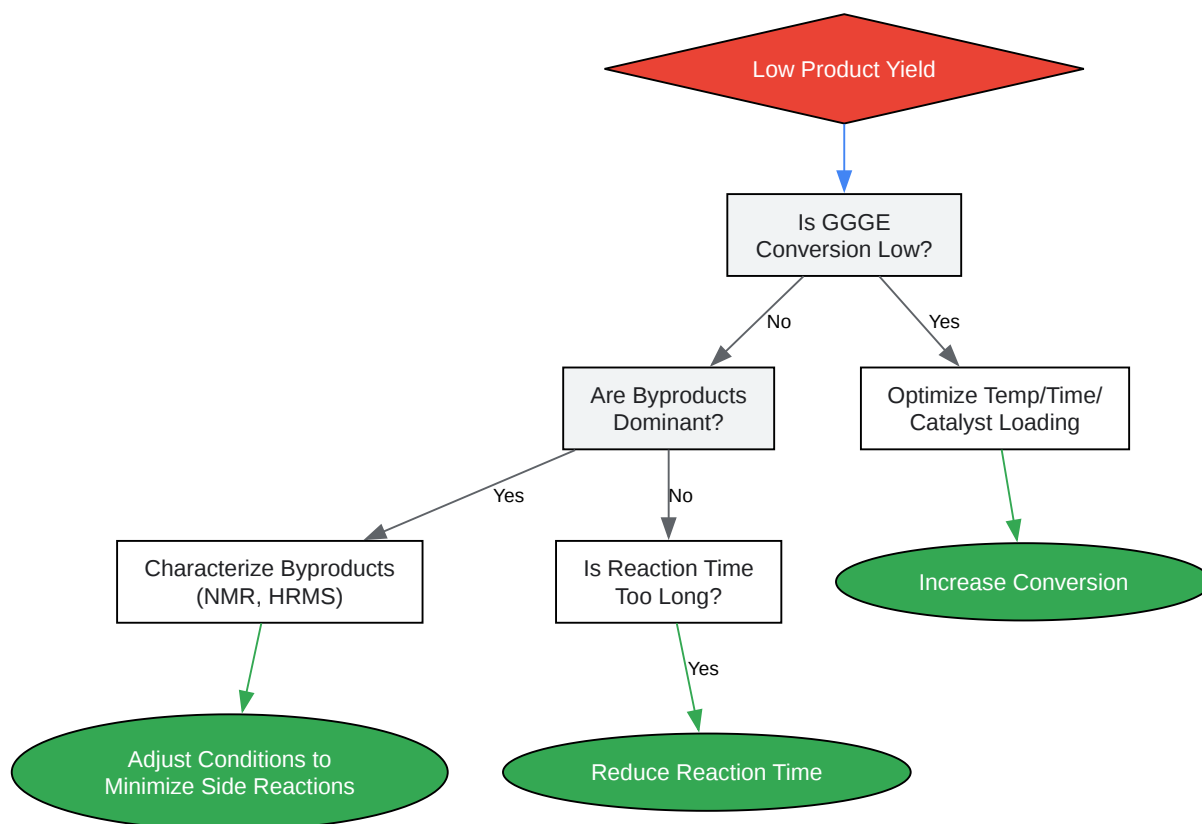 Low Product Yield
Is GGGE
Conversion Low?
No
Yes
Are Byproducts
Dominant?
Optimize Temp/Time/
Catalyst Loading
Yes
No
Characterize Byproducts
(NMR, HRMS)
Is Reaction Time
Too Long?
Increase Conversion
Yes
Adjust Conditions to
Minimize Side Reactions
Reduce Reaction Time